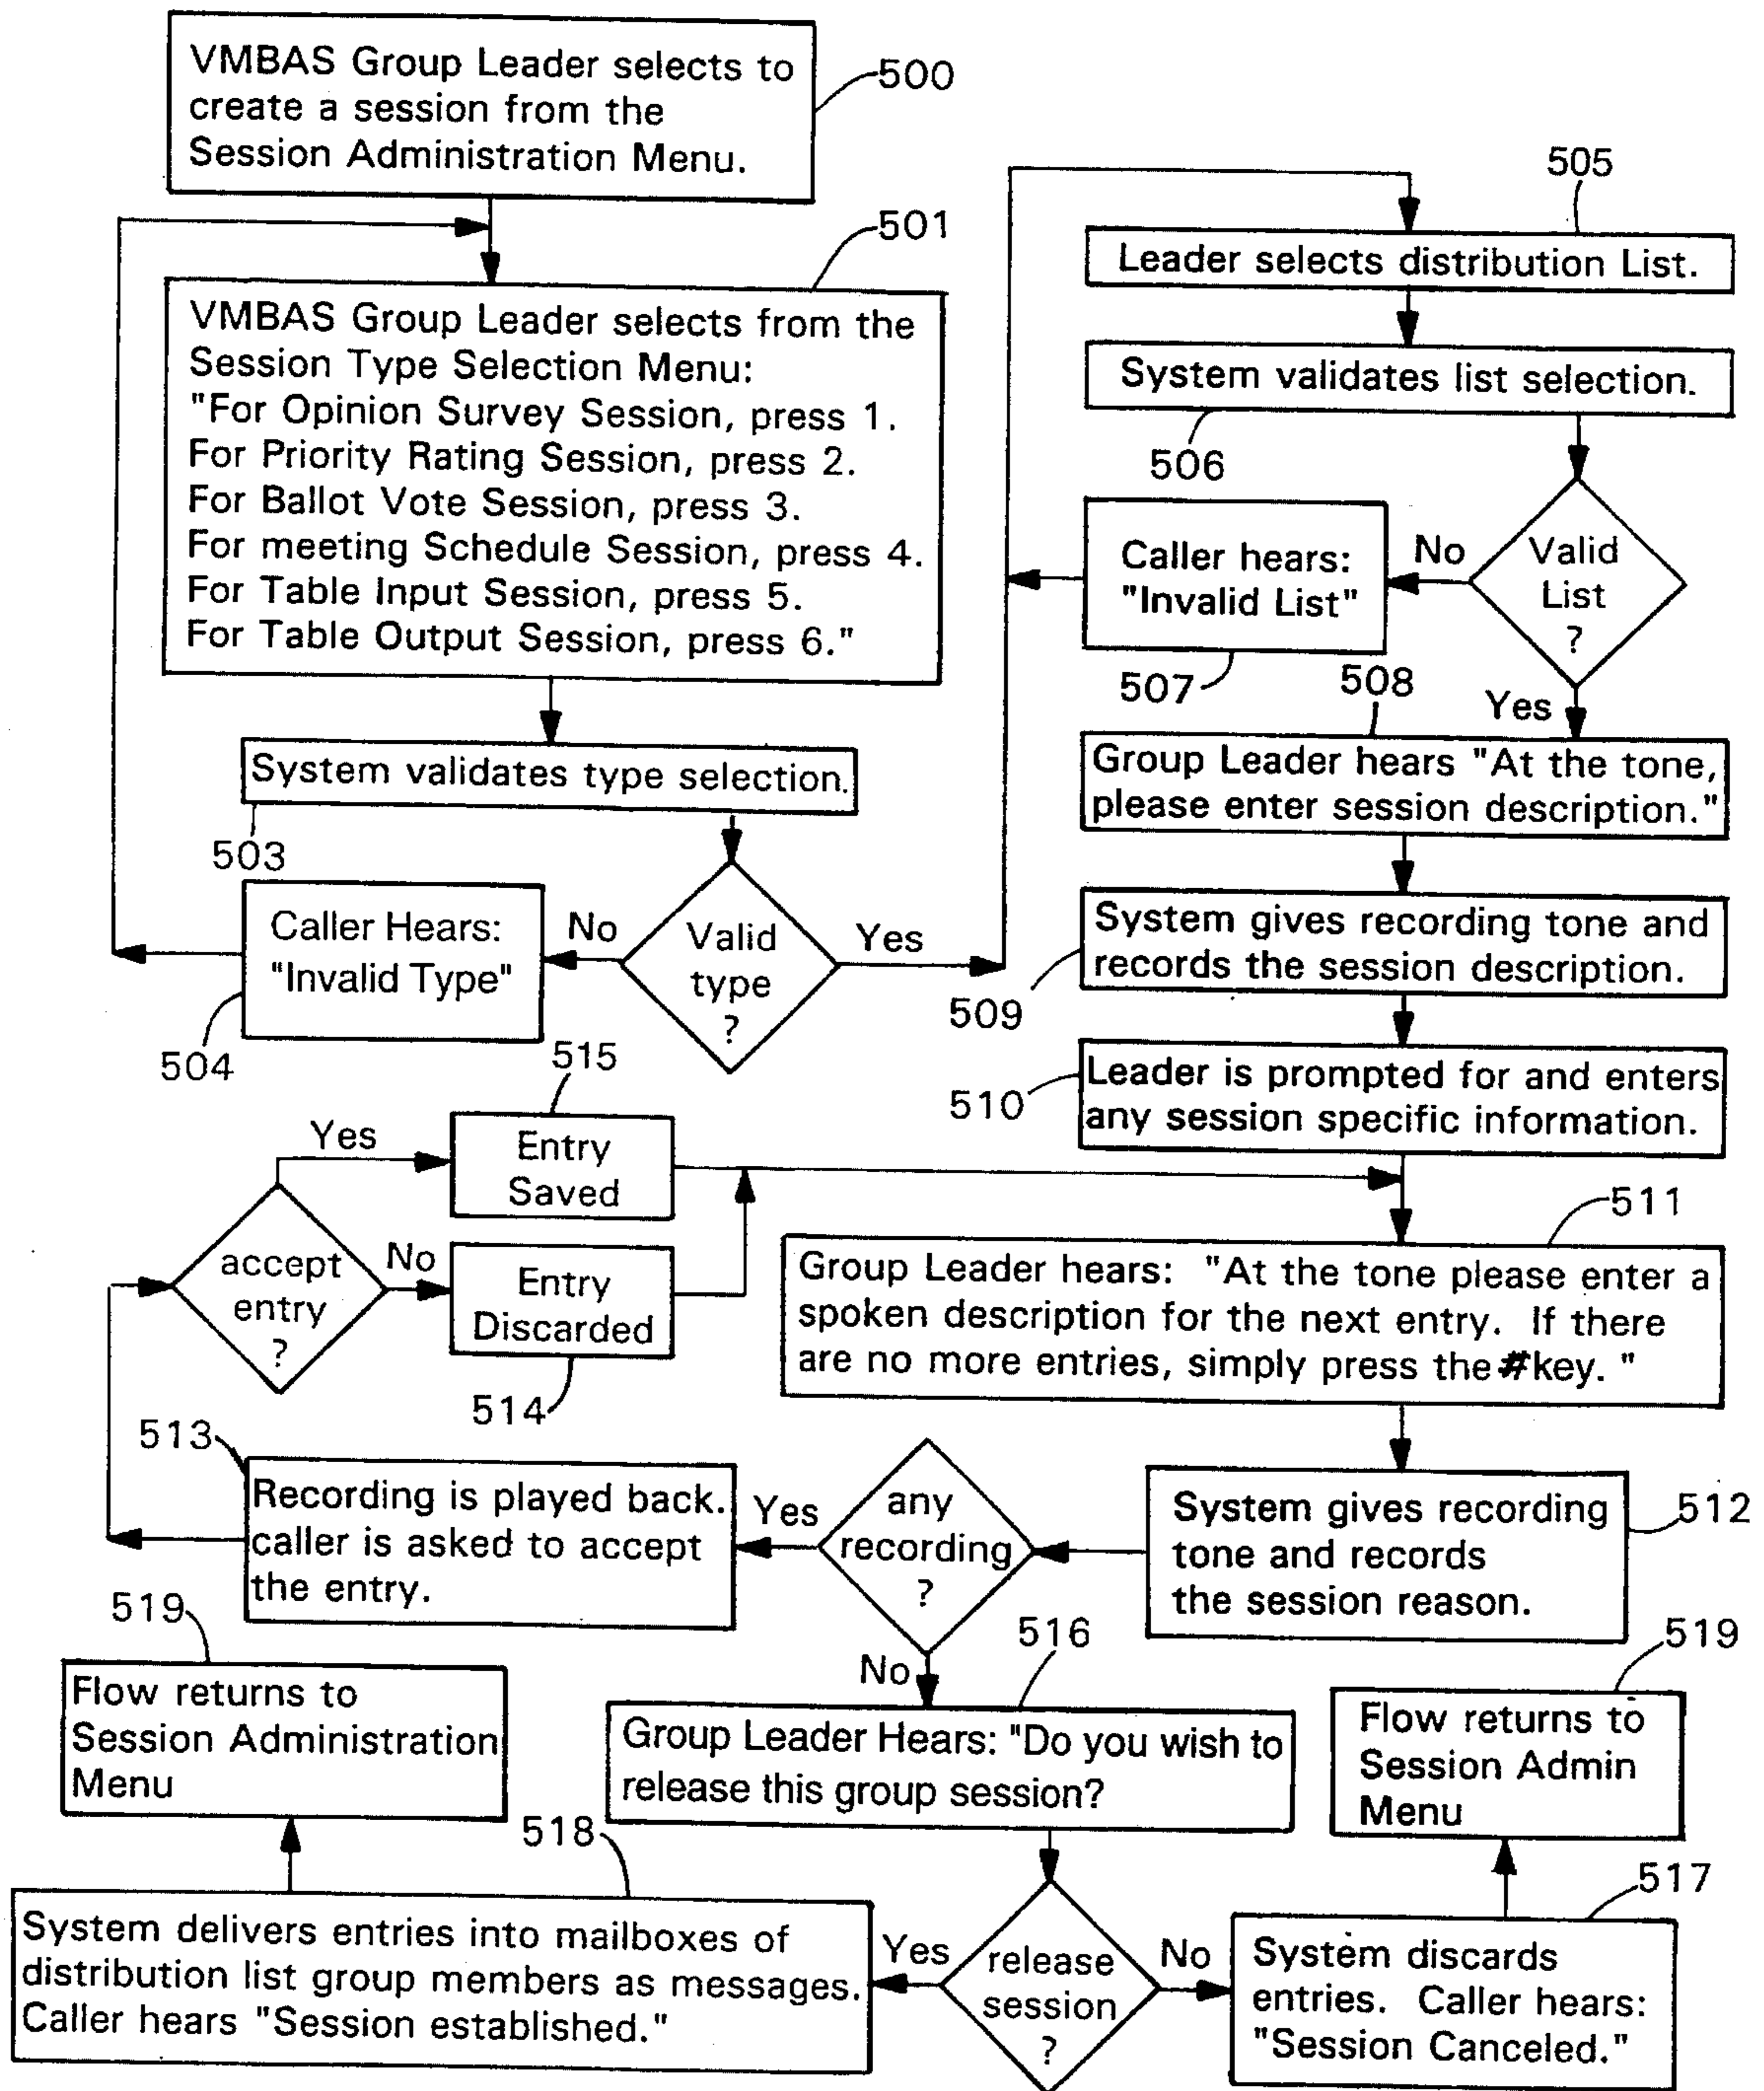 VMBAS Group Leader selects to
create a session from the
Session Administration Menu.
500
501
VMBAS Group Leader selects from the
Session Type Selection Menu:
"For Opinion Survey Session, press 1.
For Priority Rating Session, press 2.
For Ballot Vote Session, press 3.
For meeting Schedule Session, press 4.
For Table Input Session, press 5.
For Table Output Session, press 6."
System validates type selection.
503
Valid
type
?
No
Yes
Caller Hears:
"Invalid Type"
504
505
Leader selects distribution List.
System validates list selection.
506
Valid
List
?
No
Caller hears:
"Invalid List"
507
Yes
508
Group Leader hears "At the tone,
please enter session description."
System gives recording tone and
records the session description.
509
Leader is prompted for and enters
any session specific information.
510
511
Group Leader hears: "At the tone please enter a
spoken description for the next entry. If there
are no more entries, simply press the # key. "
System gives recording
tone and records
the session reason.
512
any
recording
?
Yes
513
Recording is played back.
caller is asked to accept
the entry.
accept
entry
?
Yes
515
Entry
Saved
No
Entry
Discarded
514
No
516
Group Leader Hears: "Do you wish to
release this group session?
release
session
?
Yes
518
System delivers entries into mailboxes of
distribution list group members as messages.
Caller hears "Session established."
519
Flow returns to
Session Administration
Menu
No
517
System discards
entries. Caller hears:
"Session Canceled."
519
Flow returns to
Session Admin
Menu